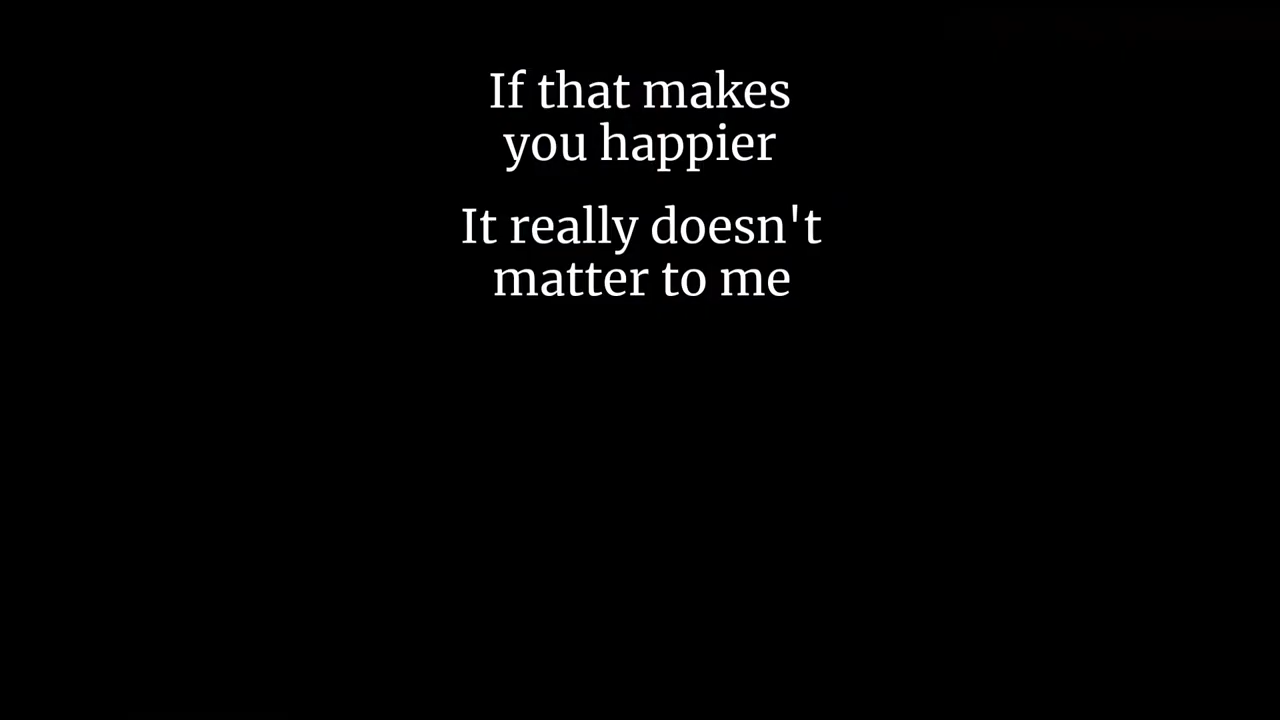 If that makes
you happier
It really doesn't
matter to me